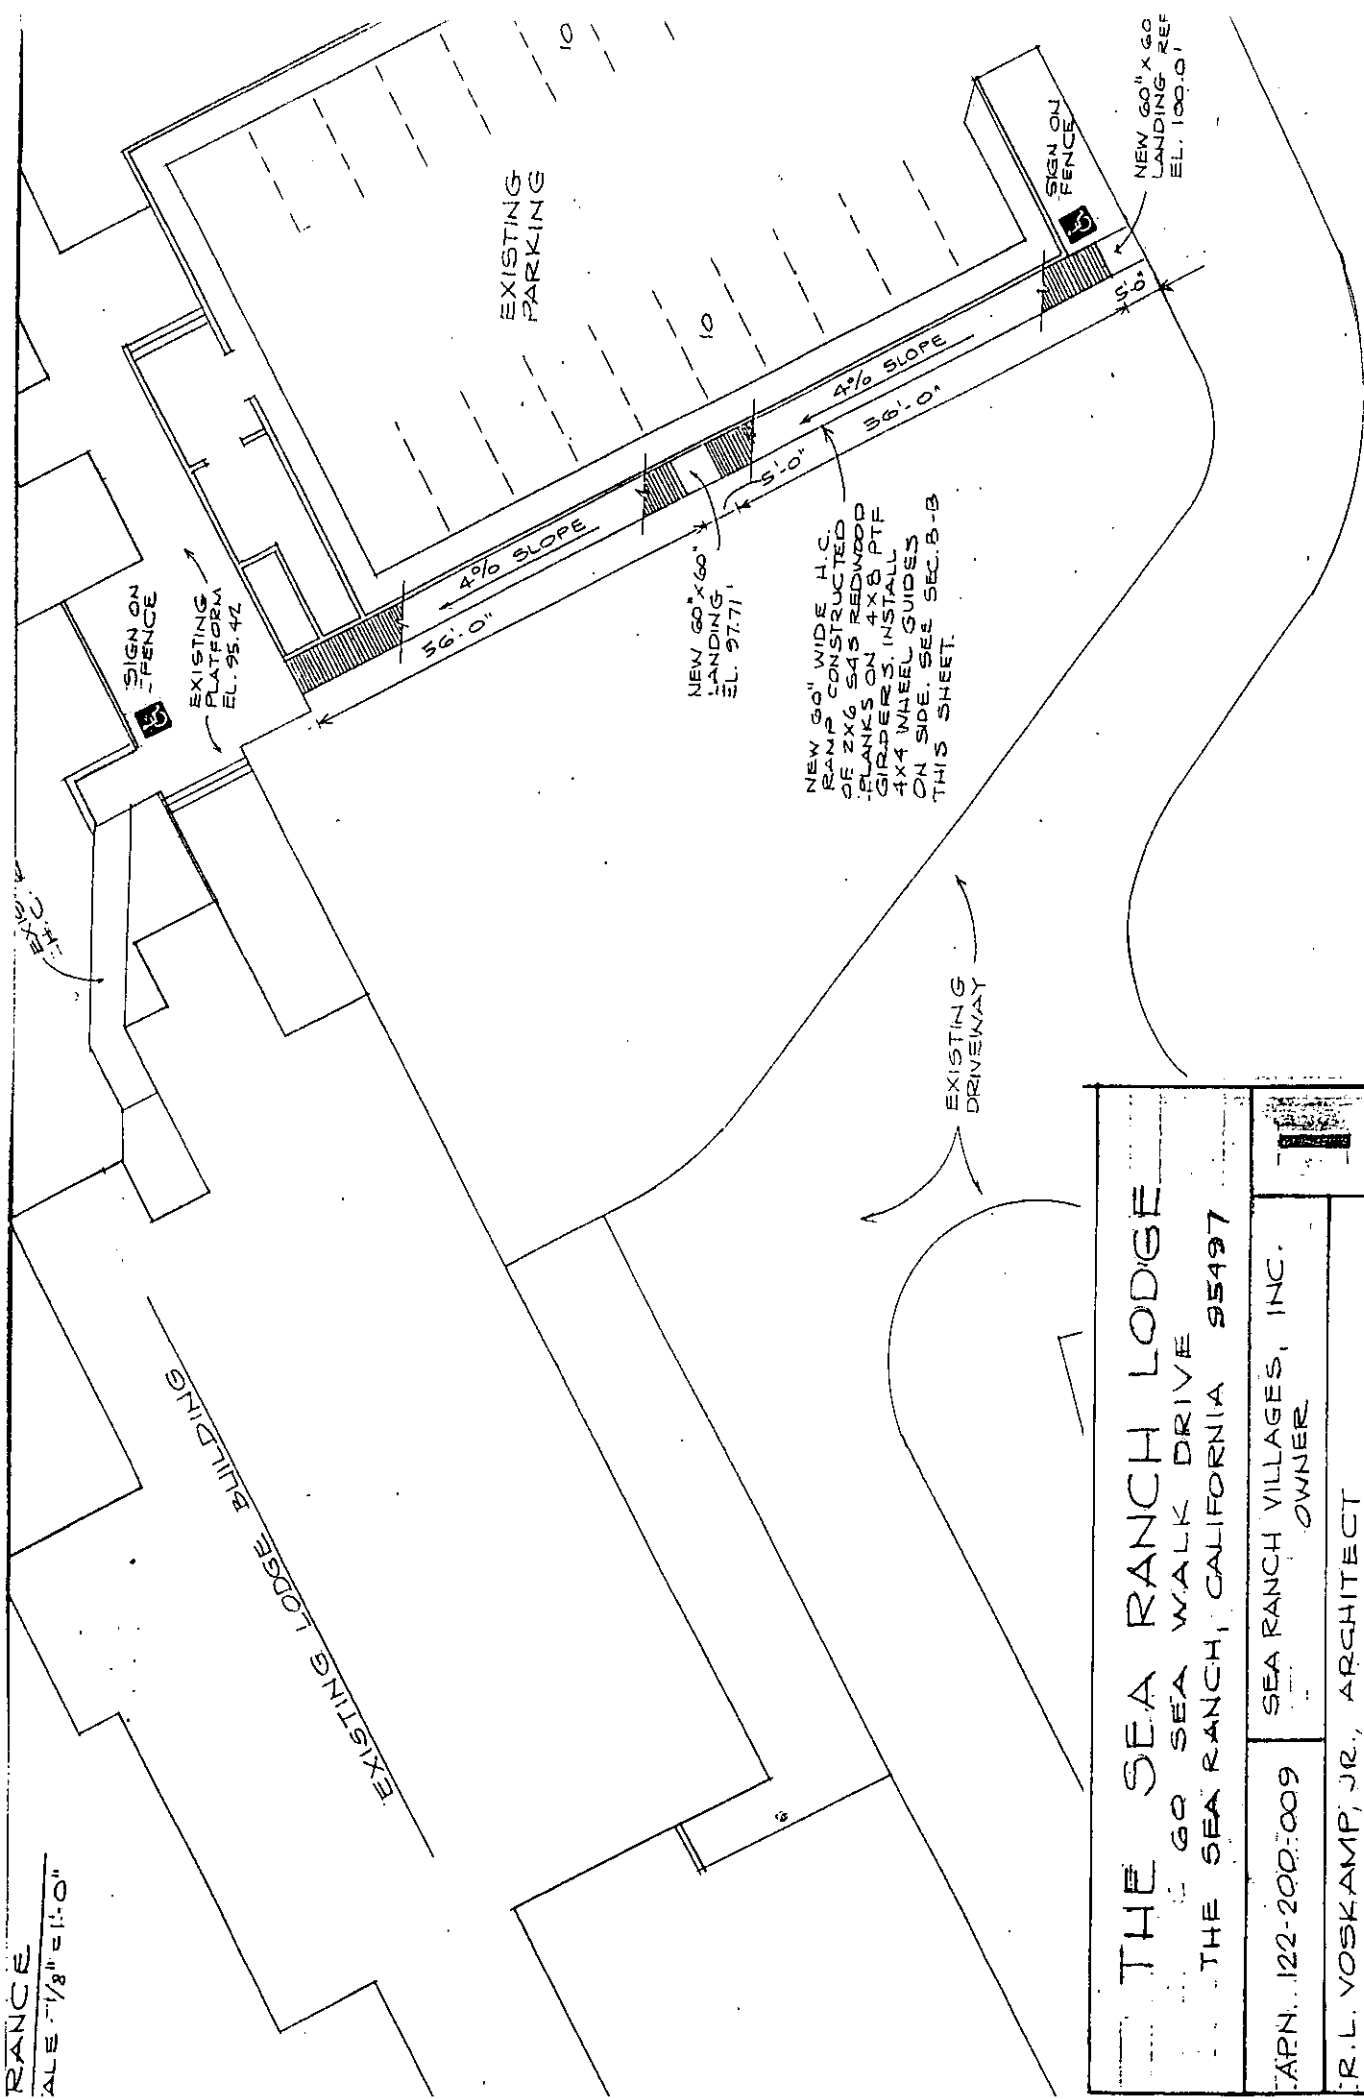 RANCE
ALE 1/8" = 1'-0"
EXISTING LODGE BUILDING
EXIST'G
H.C.
SIGN ON
FENCE
EXISTING
PLATFORM
EL. 95.42
EXISTING
PARKING
10
10
4% SLOPE
56'-0"
NEW 60" x 60"
LANDING
EL. 97.71'
5'-0"
4% SLOPE
56'-0"
5'-0"
SIGN ON
FENCE
NEW 60" x 60
LANDING REF
EL. 100.0'
NEW 60" WIDE H.C.
RAMP CONSTRUCTED
OF 2X6 S4S REDWOOD
PLANKS ON 4X8 PTF
GIRDERS. INSTALL
4X4 WHEEL GUIDES
ON SIDE. SEE SEC. B-B
THIS SHEET.
EXISTING
DRIVEWAY
THE SEA RANCH LODGE
60 SEA WALK DRIVE
THE SEA RANCH, CALIFORNIA 95497
APN. 122-200-009
SEA RANCH VILLAGES, INC.
OWNER
R.L. VOSKAMP, JR., ARCHITECT